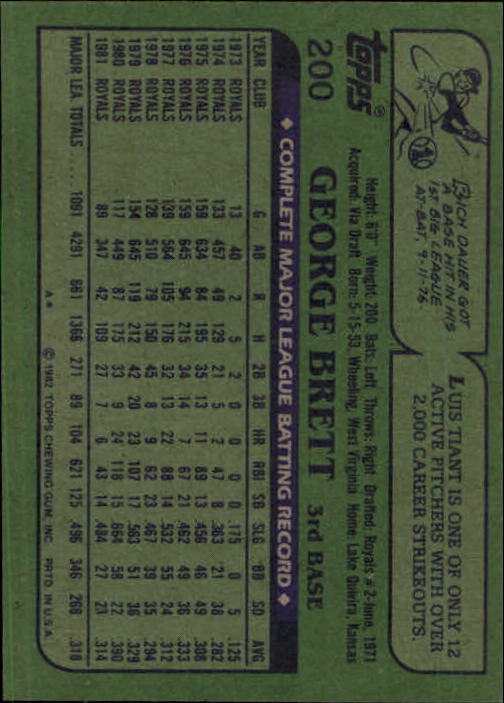 RICH DAUER GOT
A BASE HIT IN HIS
1ST BIG LEAGUE
AT-BAT, 9-11-76.
LUIS TIANT IS ONE OF ONLY 12
ACTIVE PITCHERS WITH OVER
2,000 CAREER STRIKEOUTS.
topps®
Height: 6'0" Weight: 200 Bats: Left Throws: Right Drafted: Royals #2-June, 1971
Acquired: Via Draft Born: 5-15-53, Wheeling, West Virginia Home: Lake Quivira, Kansas
200 GEORGE BRETT 3rd BASE
◆ COMPLETE MAJOR LEAGUE BATTING RECORD ◆
YEAR CLUB G AB R H 2B 3B HR RBI SB SLG BB SO AVG
1973 ROYALS 13 40 2 5 2 0 0 0 0 .175 0 5 .125
1974 ROYALS 133 457 49 129 21 5 2 47 8 .363 21 38 .282
1975 ROYALS 159 634 84 195 35 13 11 89 13 .456 46 49 .308
1976 ROYALS 159 645 94 215 34 14 7 67 21 .462 49 36 .333
1977 ROYALS 139 564 105 176 32 13 22 88 14 .532 55 24 .312
1978 ROYALS 128 510 79 150 45 8 9 62 23 .467 39 35 .294
1979 ROYALS 154 645 119 212 42 20 23 107 17 .563 51 36 .329
1980 ROYALS 117 449 87 175 33 9 24 118 15 .664 58 22 .390
1981 ROYALS 89 347 42 109 27 7 6 43 14 .484 27 23 .314
MAJOR LEA. TOTALS .... 1091 4291 661 1366 271 89 104 621 125 .496 346 268 .318
A.* © 1982 TOPPS CHEWING GUM, INC. PRTD. IN U.S.A.